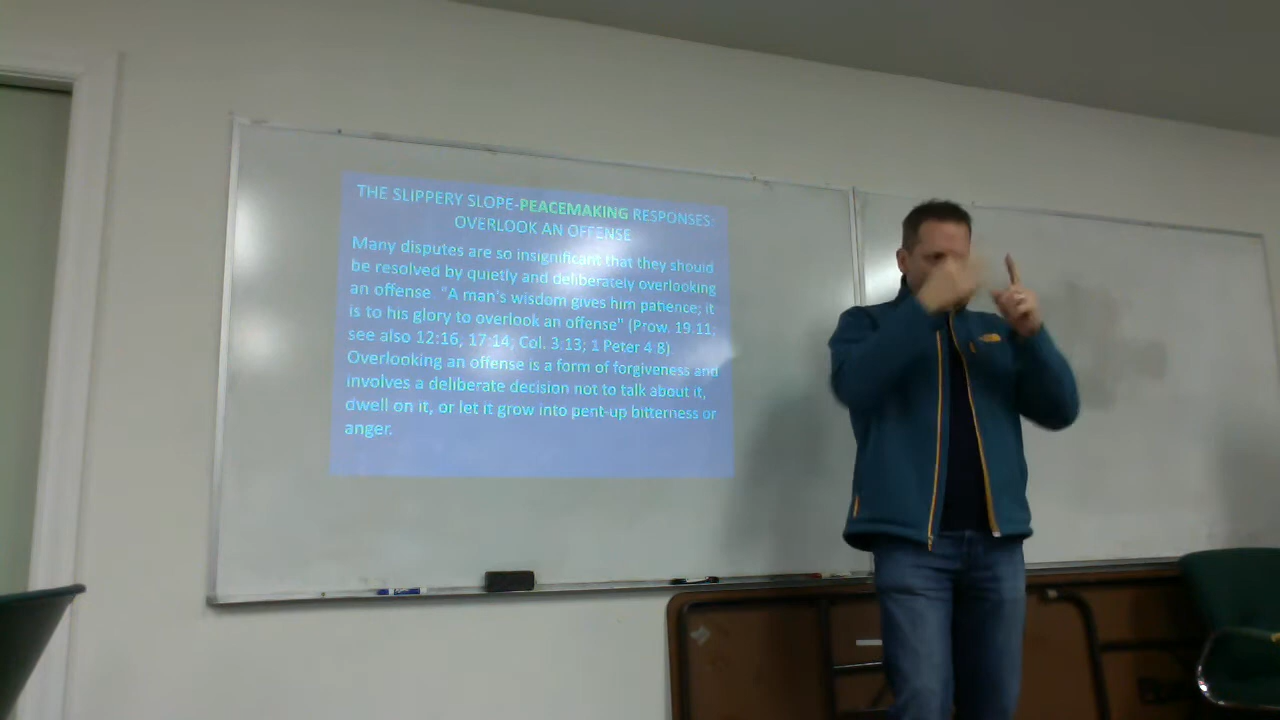 THE SLIPPERY SLOPE-PEACEMAKING RESPONSES:
OVERLOOK AN OFFENSE
Many disputes are so insignificant that they should
be resolved by quietly and deliberately overlooking
an offense "A man's wisdom gives him patience; it
is to his glory to overlook an offense" (Prow. 19:11,
see also 12:16, 17:14; Col. 3:13; 1 Peter 4:8)
Overlooking an offense is a form of forgiveness and
involves a deliberate decision not to talk about it,
dwell on it, or let it grow into pent-up bitterness or
anger.